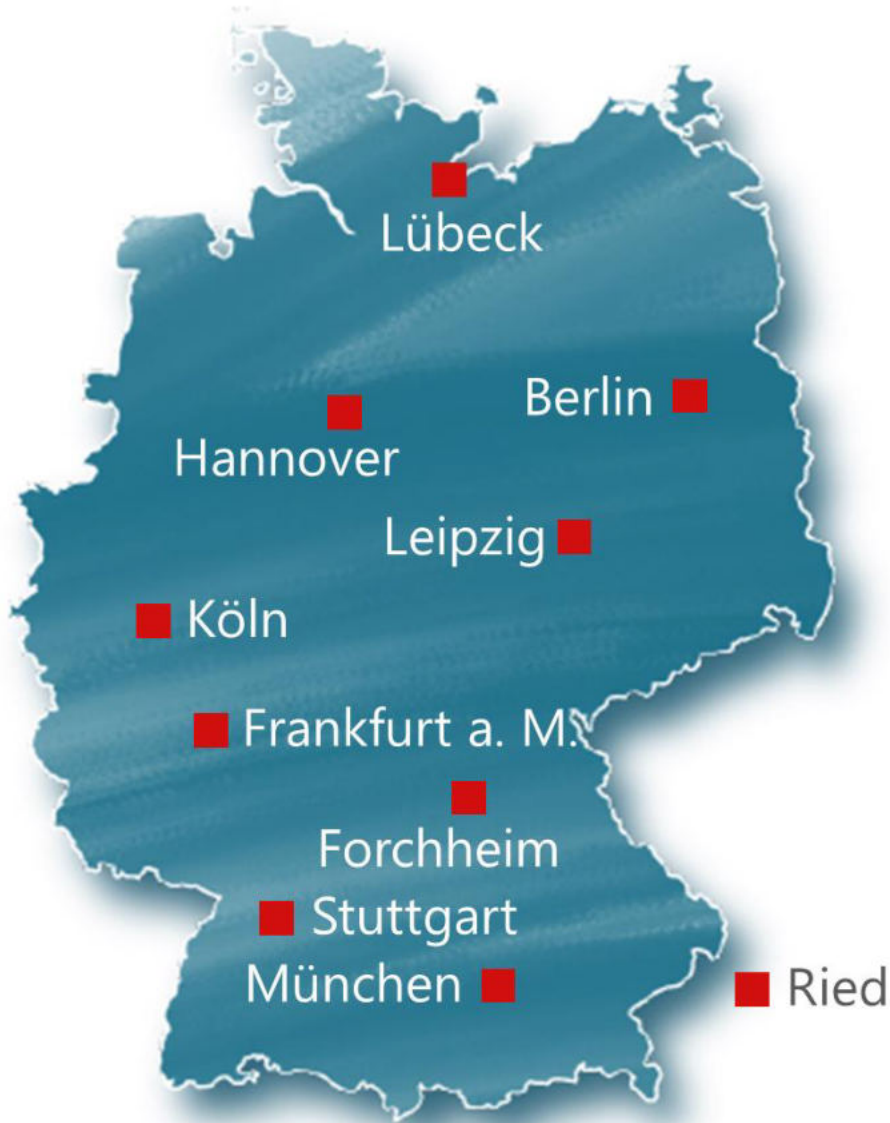 Lübeck
Berlin
Hannover
Leipzig
Köln
Frankfurt a. M.
Forchheim
Stuttgart
München
Ried